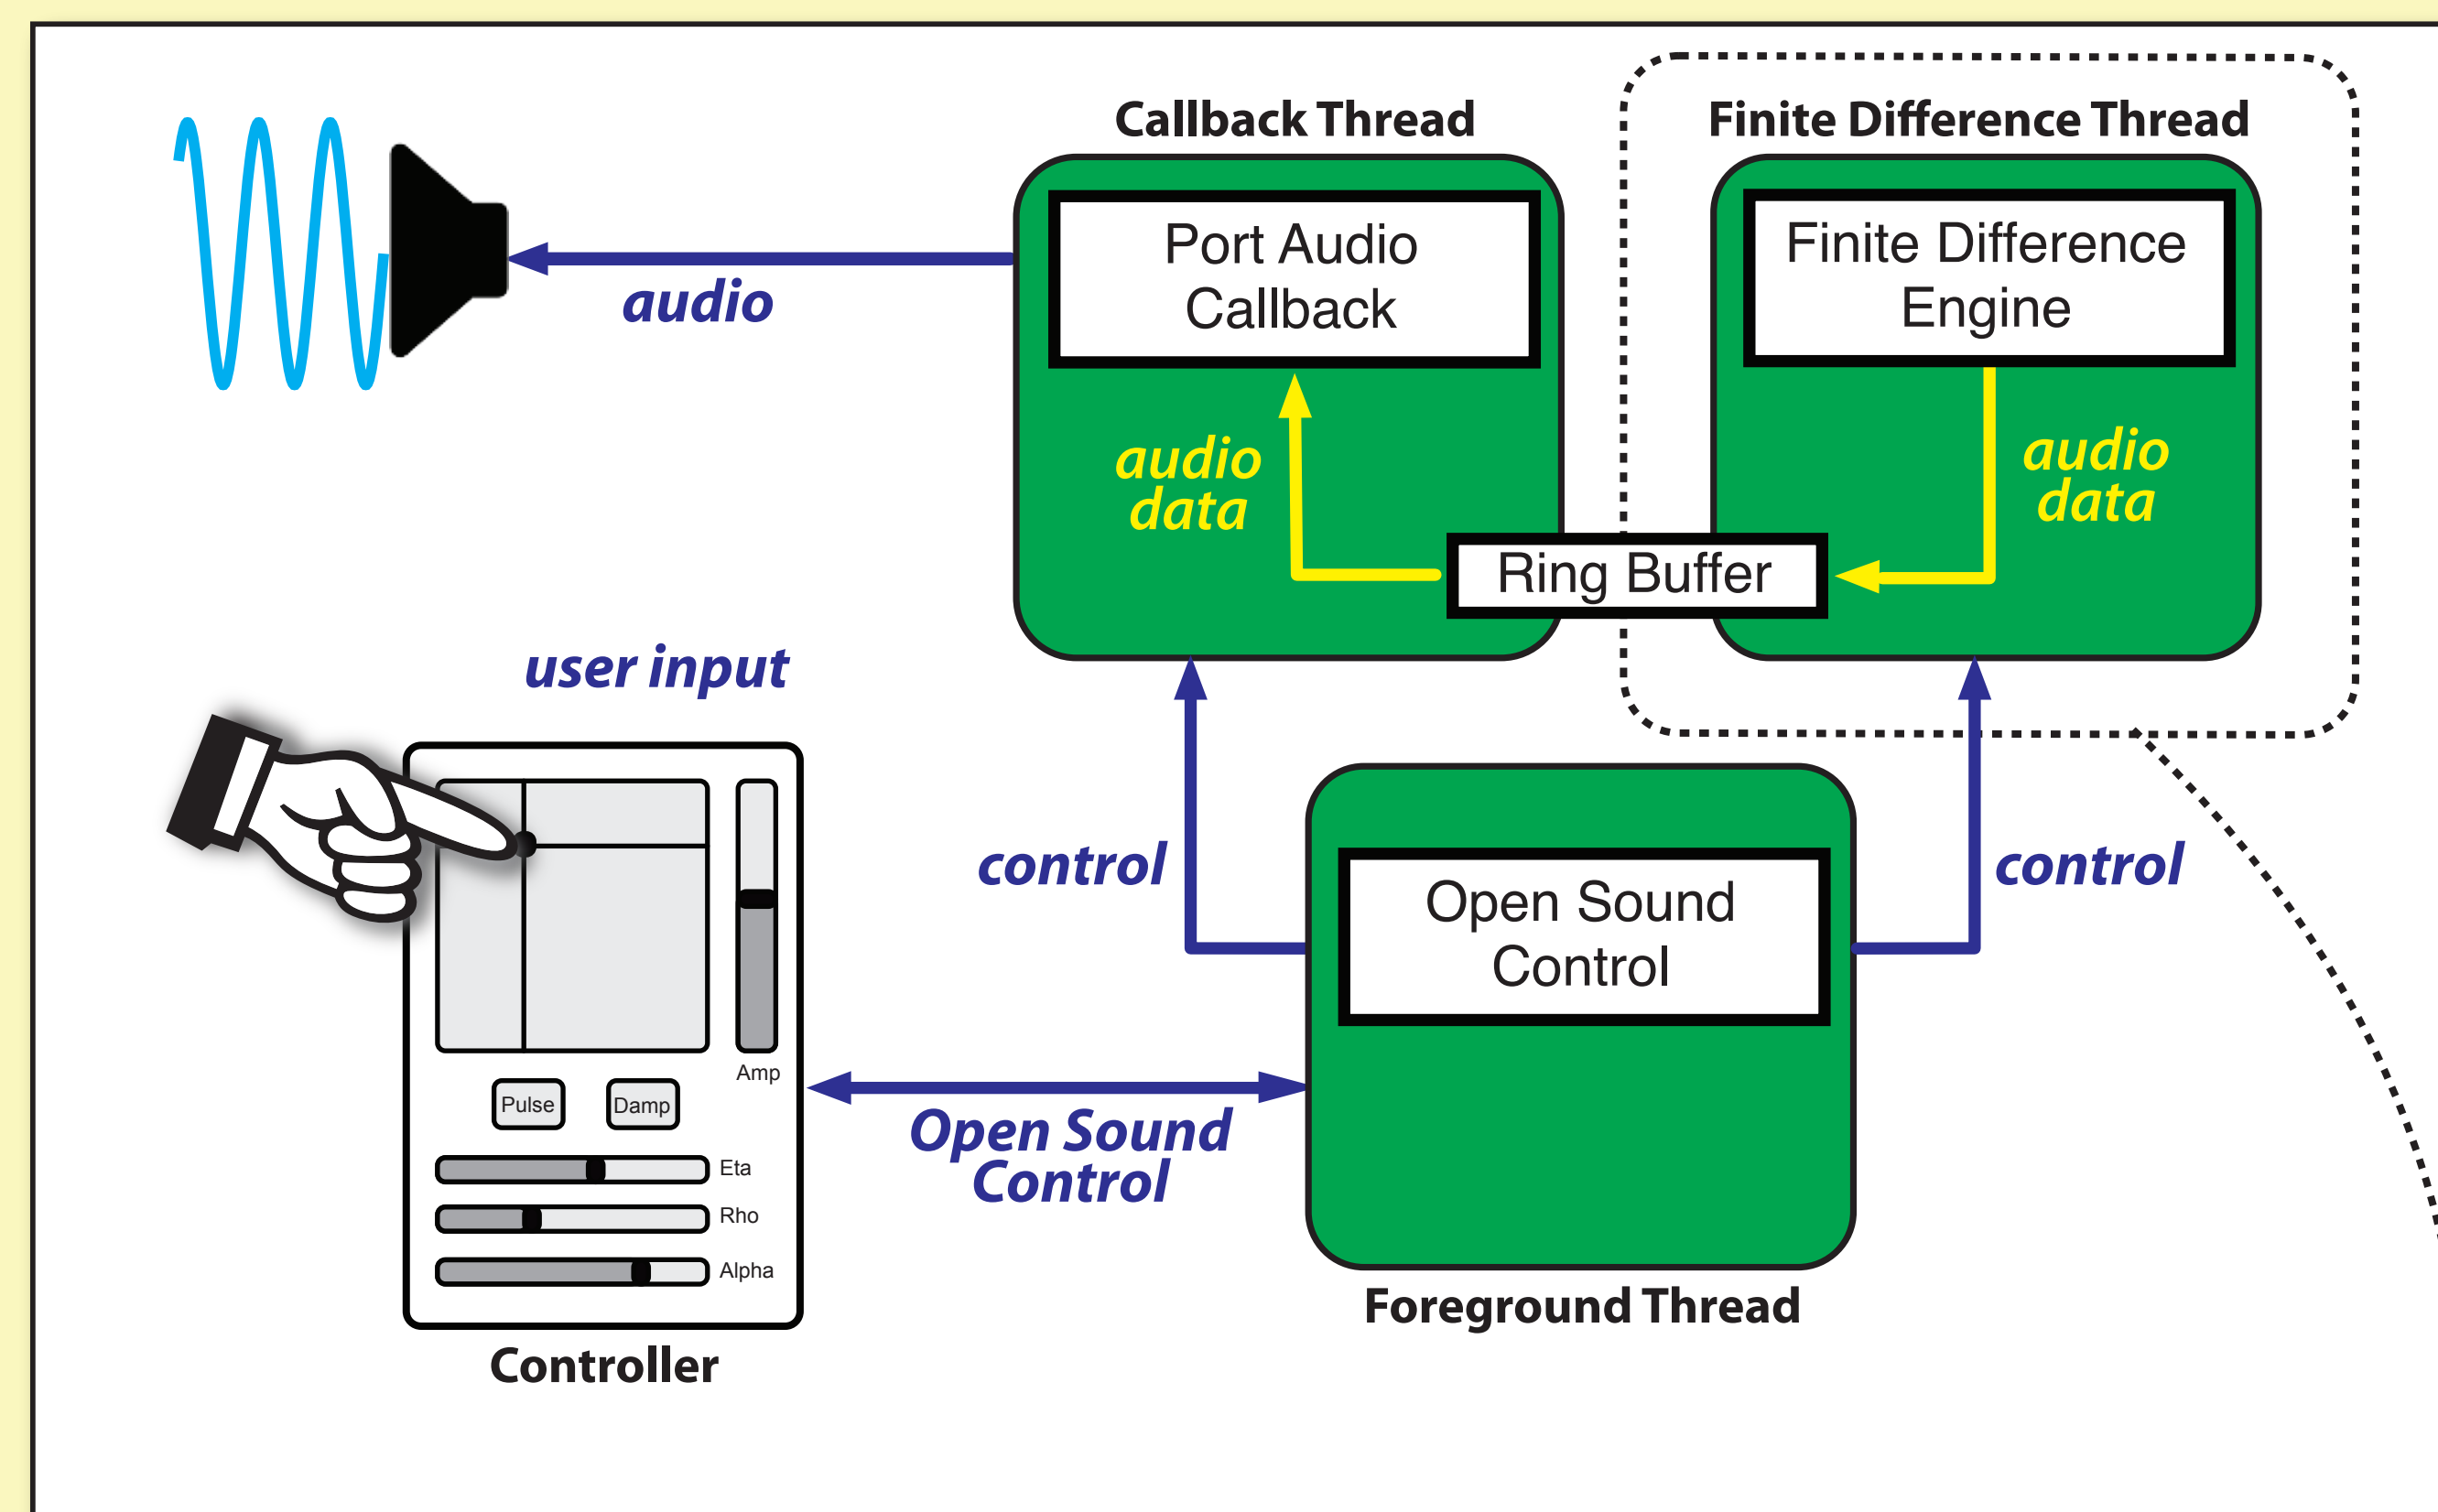 Callback Thread
Finite Difference Thread
Port Audio
Callback
Finite Difference
Engine
audio
audio
data
audio
data
Ring Buffer
user input
control
control
Open Sound
Control
Amp
Pulse
Damp
Open Sound
Control
Eta
Rho
Alpha
Foreground Thread
Controller